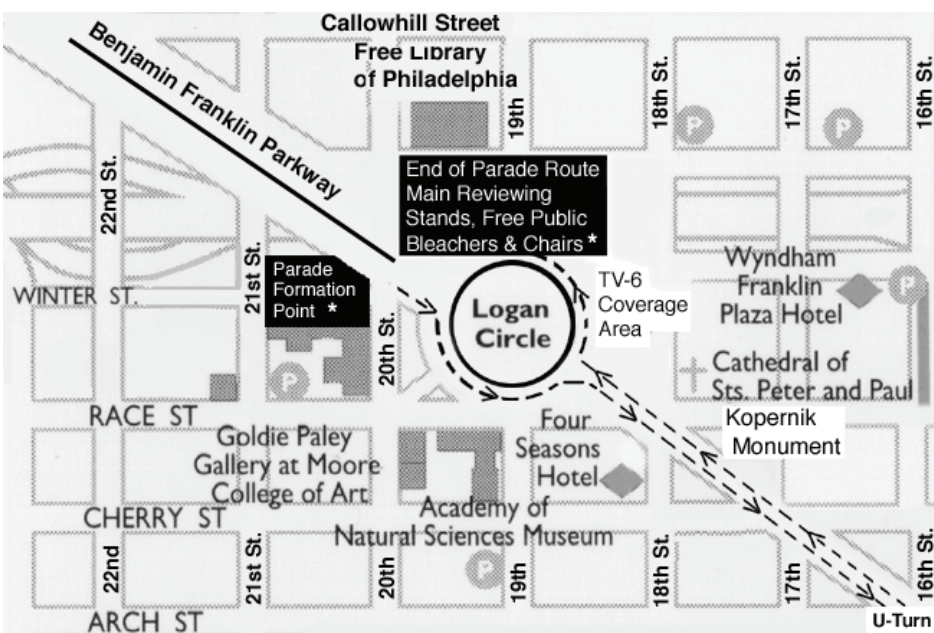 Callowhill Street
Free Library
of Philadelphia
Benjamin Franklin Parkway
19th
18th St.
17th St.
16th St.
P
P
22nd St.
End of Parade Route
Main Reviewing
Stands, Free Public
Bleachers & Chairs *
21st St.
Parade
Formation
Point *
WINTER ST.
20th St.
Logan
Circle
TV-6
Coverage
Area
Wyndham
Franklin
Plaza Hotel
P
P
Cathedral of
Sts. Peter and Paul
Kopernik
Monument
RACE ST
Goldie Paley
Gallery at Moore
College of Art
Four
Seasons
Hotel
CHERRY ST
Academy of
Natural Sciences Museum
22nd
21st St.
20th
P
19th
18th St.
17th
16th St.
ARCH ST
U-Turn